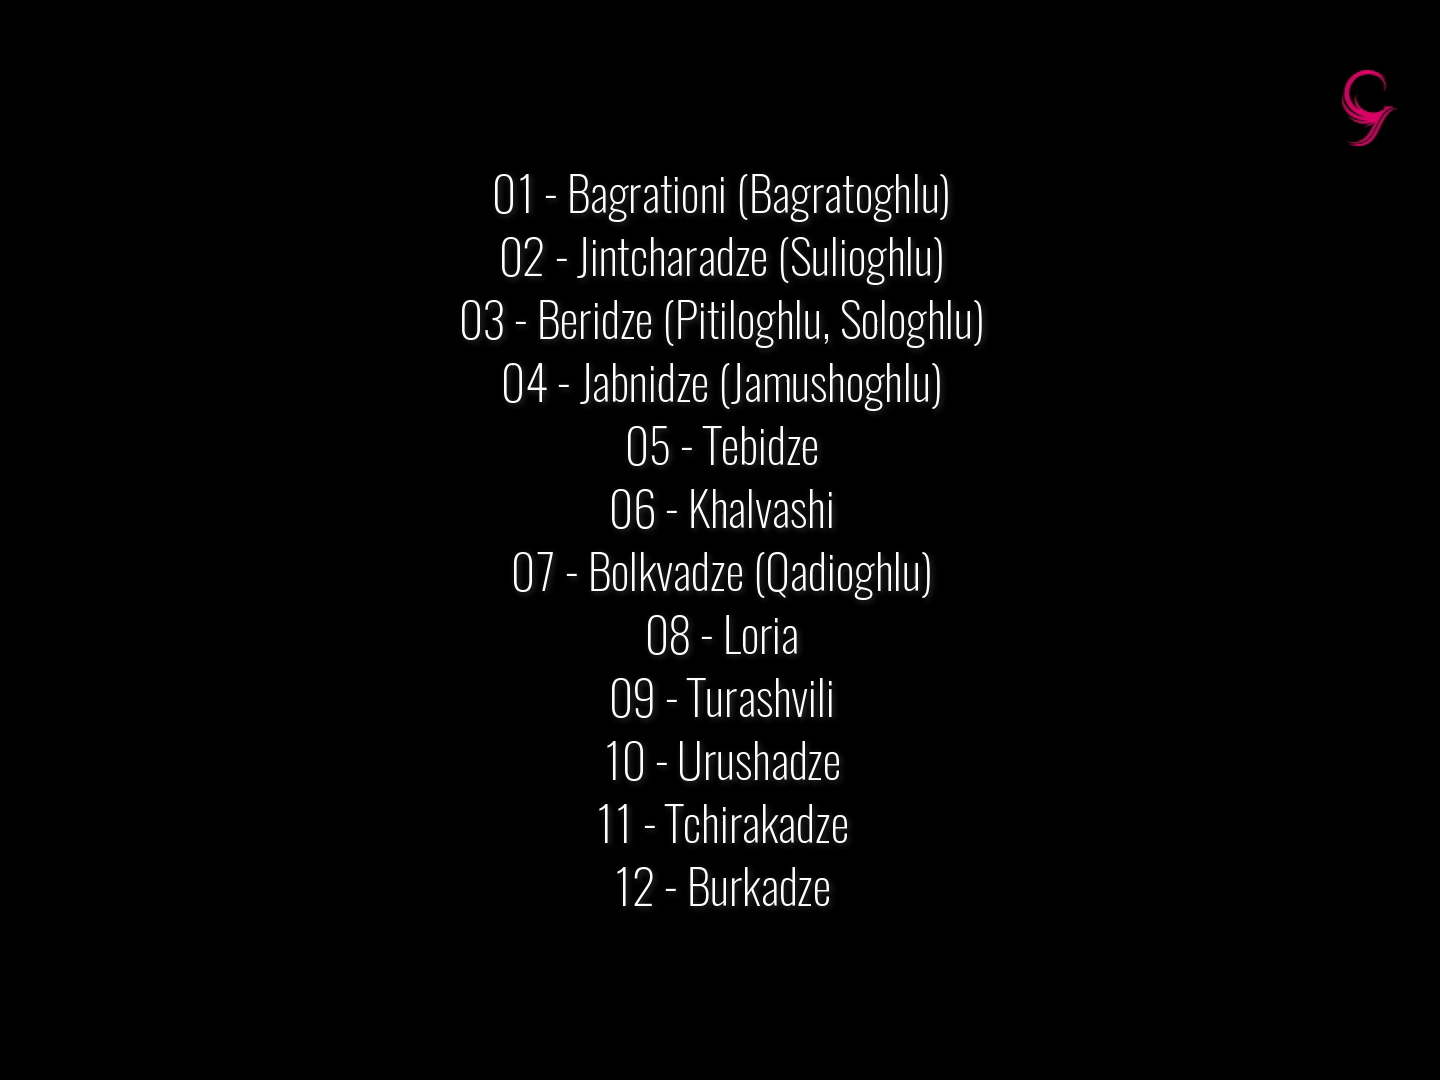 01 - Bagrationi (Bagratoghlu)
02 - Jintcharadze (Sulioghlu)
03 - Beridze (Pitiloghlu, Sologhlu)
04 - Jabnidze (Jamushoghlu)
05 - Tebidze
06 - Khalvashi
07 - Bolkvadze (Qadioghlu)
08 - Loria
09 - Turashvili
10 - Urushadze
11 - Tchirakadze
12 - Burkadze